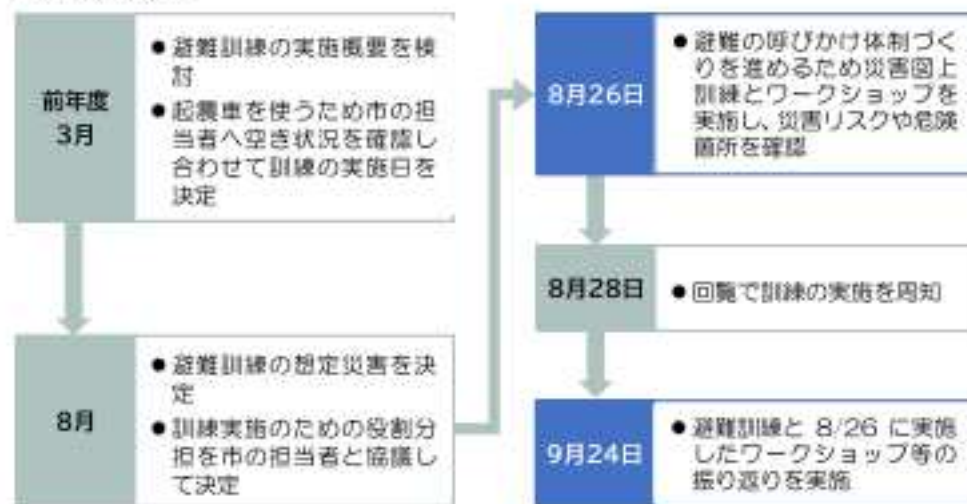 前年度
3月
●避難訓練の実施概要を検
討
●起震車を使うため市の担
当者へ空き状況を確認し
合わせて訓練の実施日を
決定
8月
●避難訓練の想定災害を決
定
●訓練実施のための役割分
担を市の担当者と協議し
て決定
8月26日
●避難の呼びかけ体制づく
りを進めるため災害図上
訓練とワークショップを
実施し、災害リスクや危険
箇所を確認
8月28日
●回覧で訓練の実施を周知
9月24日
●避難訓練と 8/26 に実施
したワークショップ等の
振り返りを実施